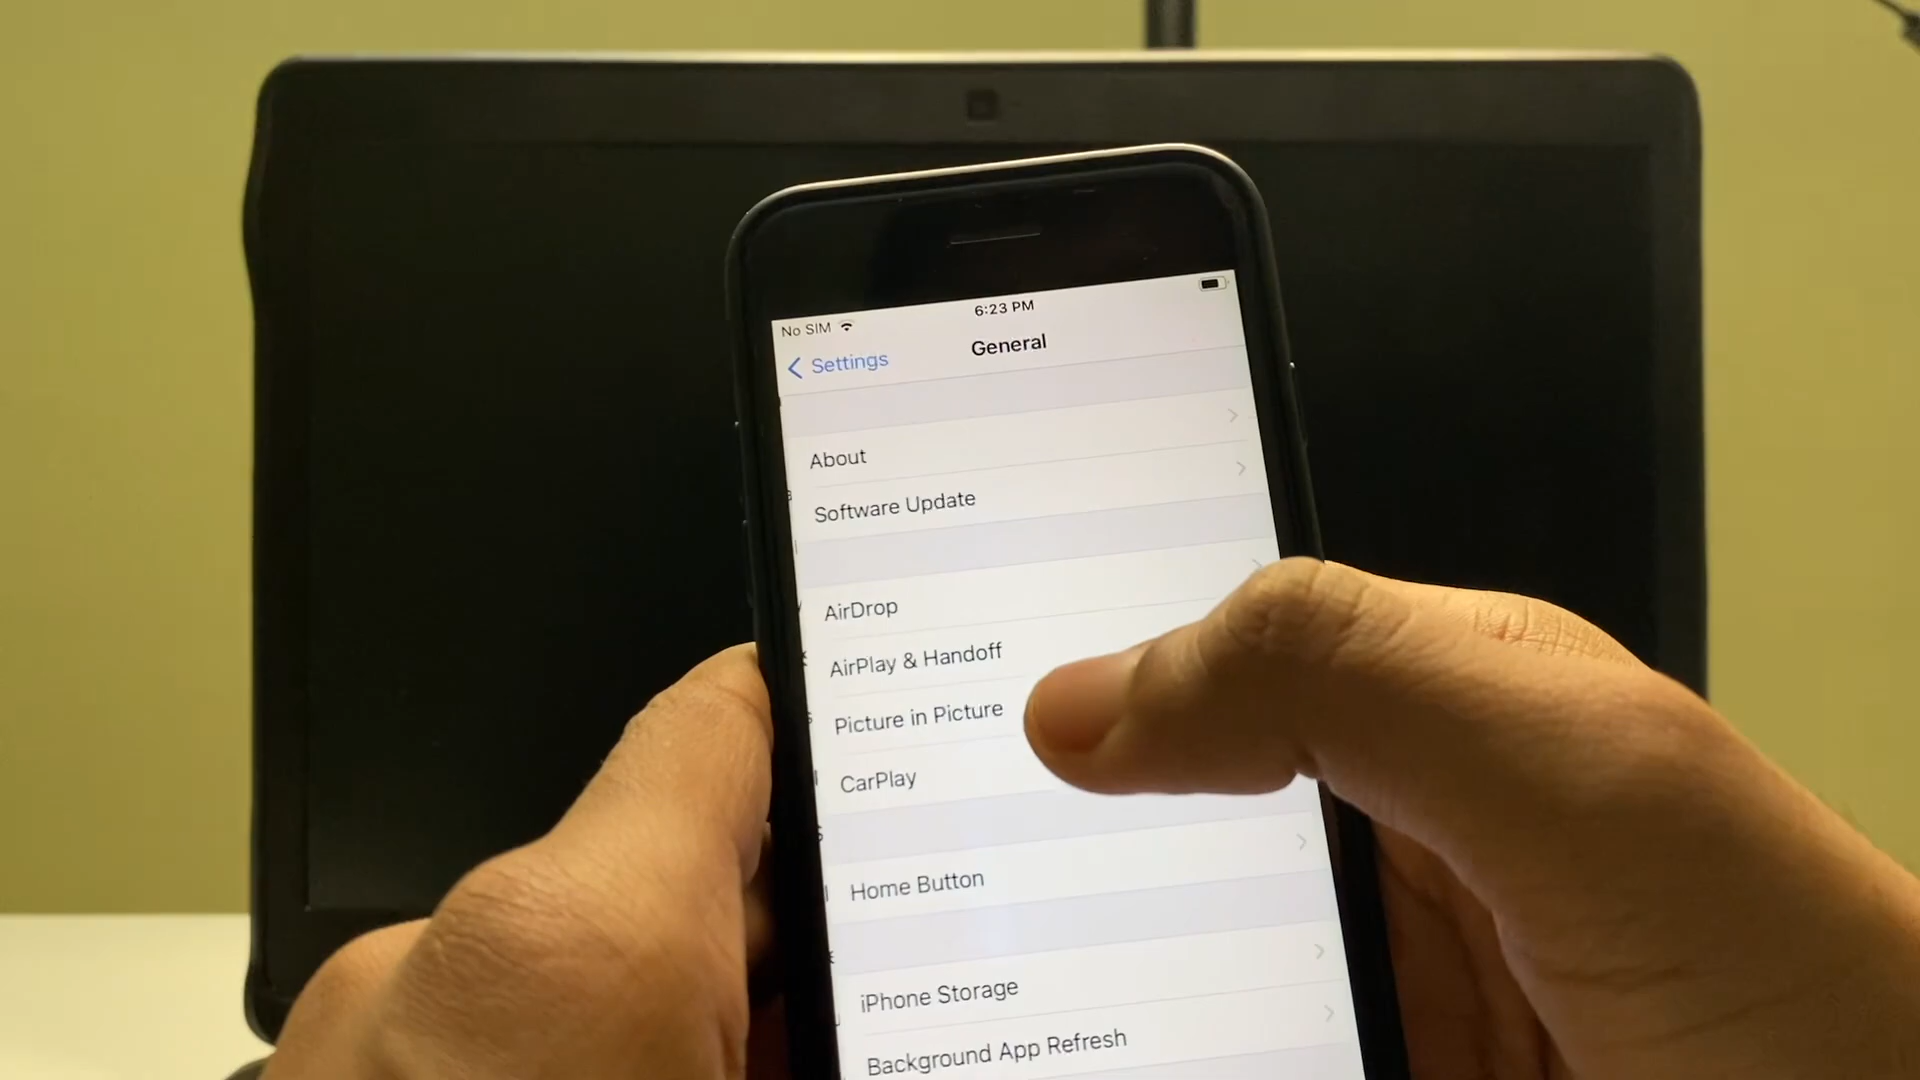 No SIM
6:23 PM
Settings
General
About
Software Update
AirDrop
AirPlay & Handoff
Picture in Picture
CarPlay
Home Button
iPhone Storage
Background App Refresh